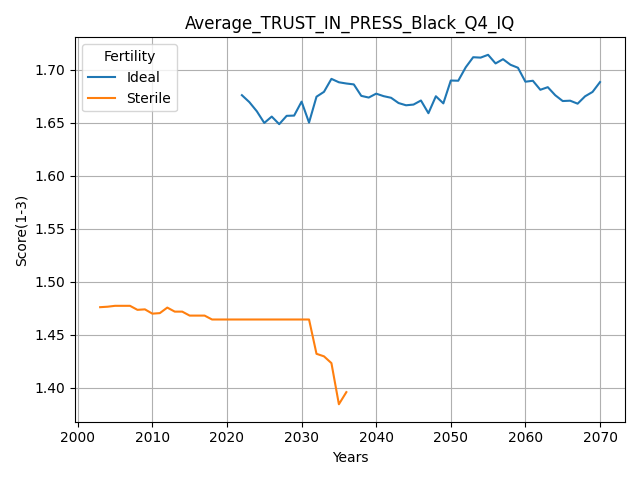 Average_TRUST_IN_PRESS_Black_Q4_IQ
Fertility
Ideal
Sterile
Score(1-3)
1.70
1.65
1.60
1.55
1.50
1.45
1.40
2000 2010 2020 2030 2040 2050 2060 2070
Years